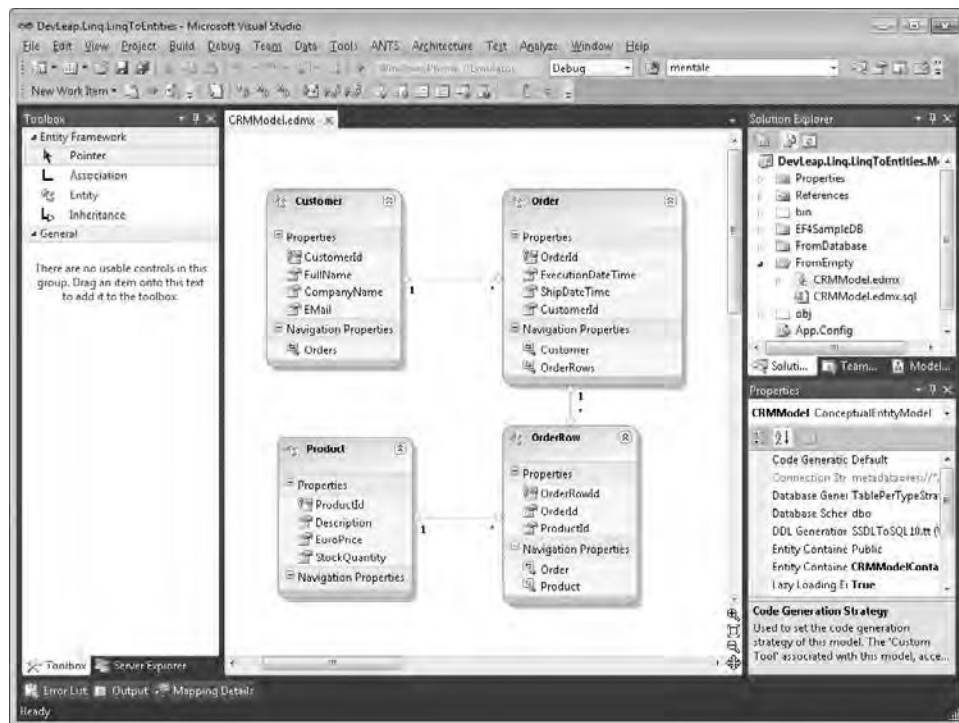 DevLeap.Linq.LinqToEntities - Microsoft Visual Studio
File Edit View Project Build Debug Team Data Tools ANTS Architecture Test Analyze Window Help
Debug mentale
New Work Item
Toolbox
Entity Framework
Pointer
Association
Entity
Inheritance
General
There are no usable controls in this
group. Drag an item onto this text
to add it to the toolbox.
Toolbox Server Explorer
CRMModel.edmx
Customer
Properties
CustomerId
FullName
CompanyName
EMail
Navigation Properties
Orders
1
*
Order
Properties
OrderId
ExecutionDateTime
ShipDateTime
CustomerId
Navigation Properties
Customer
OrderRows
1
*
Product
Properties
ProductId
Description
EuroPrice
StockQuantity
Navigation Properties
1
*
OrderRow
Properties
OrderRowId
OrderId
ProductId
Navigation Properties
Order
Product
Solution Explorer
DevLeap.Linq.LinqToEntities.M
Properties
References
bin
EF4SampleDB
FromDatabase
FromEmpty
CRMModel.edmx
CRMModel.edmx.sql
obj
App.Config
Soluti... Team... Model...
Properties
CRMModel ConceptualEntityModel
Code Generatic Default
Connection Str
Database Gener TablePerTypeStra
Database Scher dbo
DDL Generation SSDLToSQL10.tt
Entity Containe Public
Entity Containe CRMModelConta
Lazy Loading Er True
Code Generation Strategy
Used to set the code generation
strategy of this model. The 'Custom
Tool' associated with this model, acce...
Error List Output Mapping Details
Ready